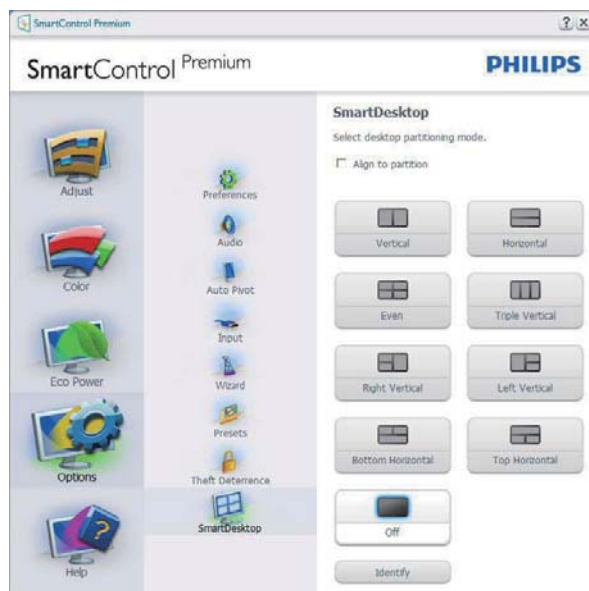 SmartControl Premium
SmartControl Premium
PHILIPS
Adjust
Color
Eco Power
Options
Help
Preferences
Audio
Auto Pivot
Input
Wizard
Presets
Theft Deterrence
SmartDesktop
SmartDesktop
Select desktop partitioning mode.
Align to partition
Vertical
Horizontal
Even
Triple Vertical
Right Vertical
Left Vertical
Bottom Horizontal
Top Horizontal
Off
Identify